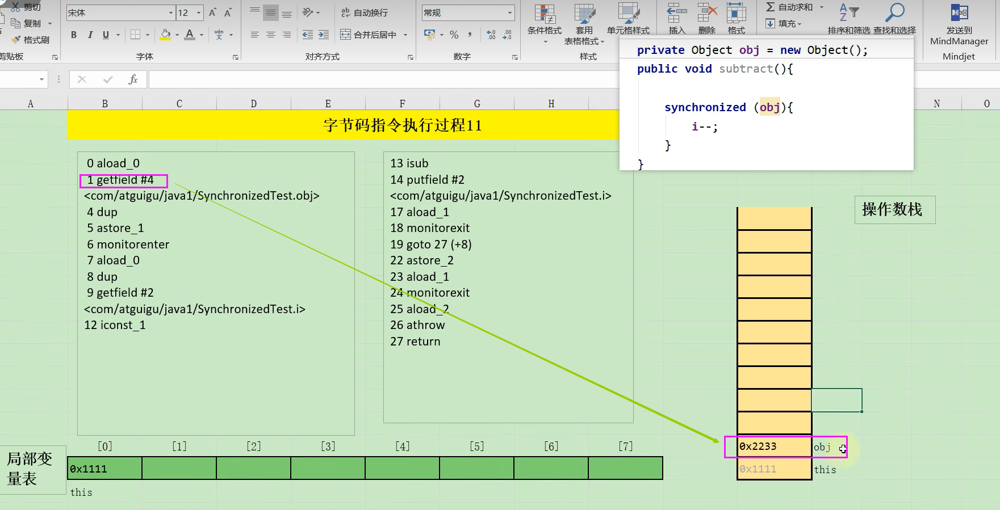 剪切
宋体
12
自动换行
常规
自动求和
复制
格式刷
B I U
wén
合并后居中
条件格式
套用
表格格式
单元格样式
插入
删除
格式
填充
排序和筛选
查找和选择
发送到
MindManager
剪贴板
字体
对齐方式
数字
样式
Mindjet
fx
private Object obj = new Object();
public void subtract(){
synchronized (obj){
i--;
}
}
A B C D E F G H N O
字节码指令执行过程11
0 aload_0
1 getfield #4
<com/atguigu/java1/SynchronizedTest.obj>
4 dup
5 astore_1
6 monitorenter
7 aload_0
8 dup
9 getfield #2
<com/atguigu/java1/SynchronizedTest.i>
12 iconst_1
13 isub
14 putfield #2
<com/atguigu/java1/SynchronizedTest.i>
17 aload_1
18 monitorexit
19 goto 27 (+8)
22 astore_2
23 aload_1
24 monitorexit
25 aload_2
26 athrow
27 return
操作数栈
0x2233 obj
0x1111 this
[0] [1] [2] [3] [4] [5] [6] [7]
局部变
量表
0x1111
this